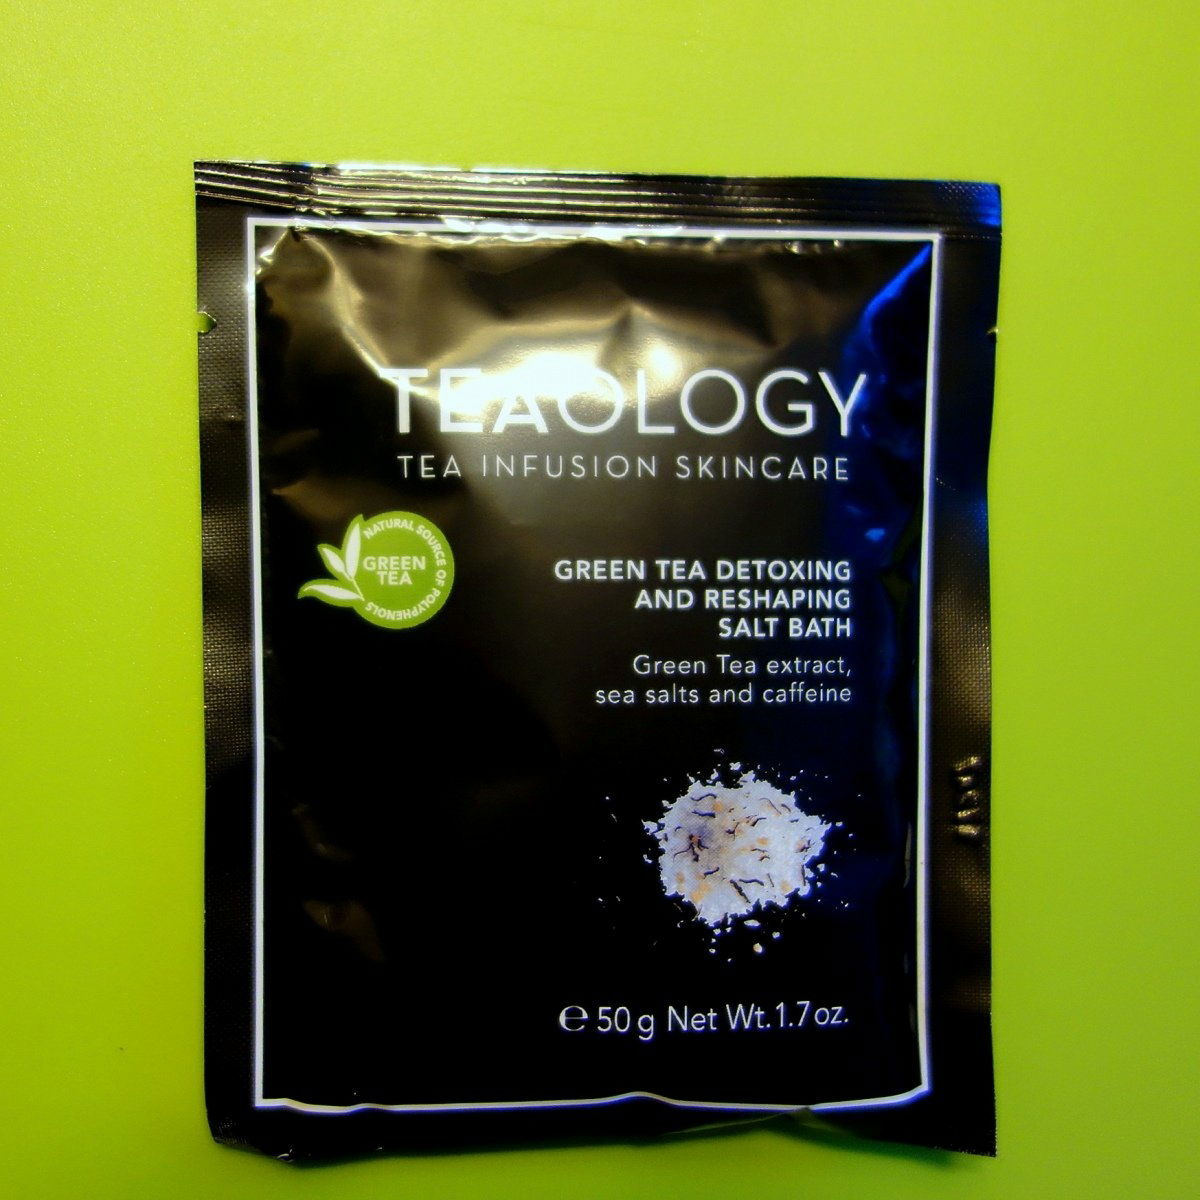 TEAOLOGY
TEA INFUSION SKINCARE
NATURAL SOURCE OF POLYPHENOLS
GREEN
TEA
GREEN TEA DETOXING
AND RESHAPING
SALT BATH
Green Tea extract,
sea salts and caffeine
℮ 50 g Net Wt. 1.7 oz.